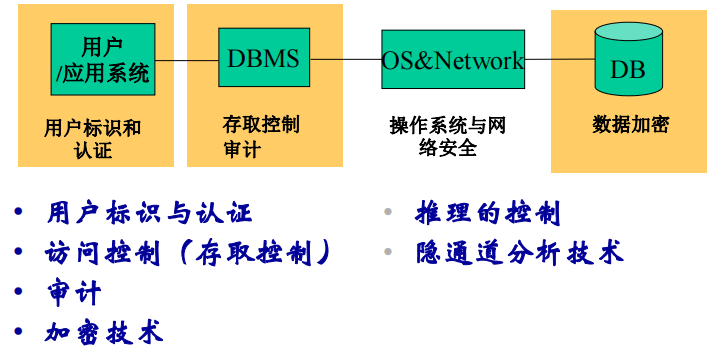 用户
/应用系统
DBMS
OS&Network
DB
用户标识和
认证
存取控制
审计
操作系统与网
络安全
数据加密
• 用户标识与认证
• 访问控制（存取控制）
• 审计
• 加密技术
• 推理的控制
• 隐通道分析技术